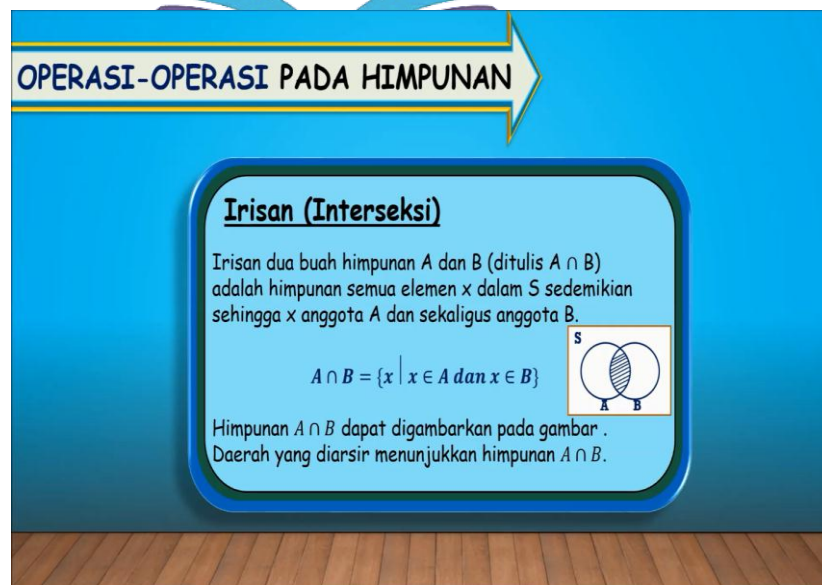 OPERASI-OPERASI PADA HIMPUNAN
Irisan (Interseksi)
Irisan dua buah himpunan A dan B (ditulis A ∩ B)
adalah himpunan semua elemen x dalam S sedemikian
sehingga x anggota A dan sekaligus anggota B.
S
A ∩ B = {x | x ∈ A dan x ∈ B}
A B
Himpunan A ∩ B dapat digambarkan pada gambar .
Daerah yang diarsir menunjukkan himpunan A ∩ B.